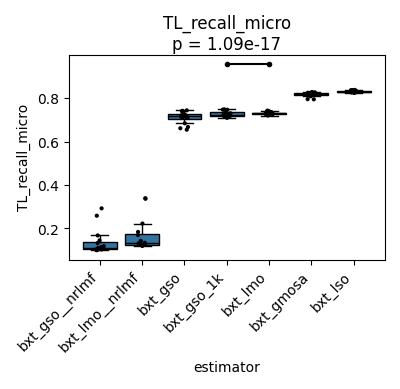 TL_recall_micro
p = 1.09e-17
TL_recall_micro
0.8
0.6
0.4
0.2
bxt_gso__nrlmf
bxt_lmo__nrlmf
bxt_gso
bxt_gso_1k
bxt_lmo
bxt_gmosa
bxt_lso
estimator